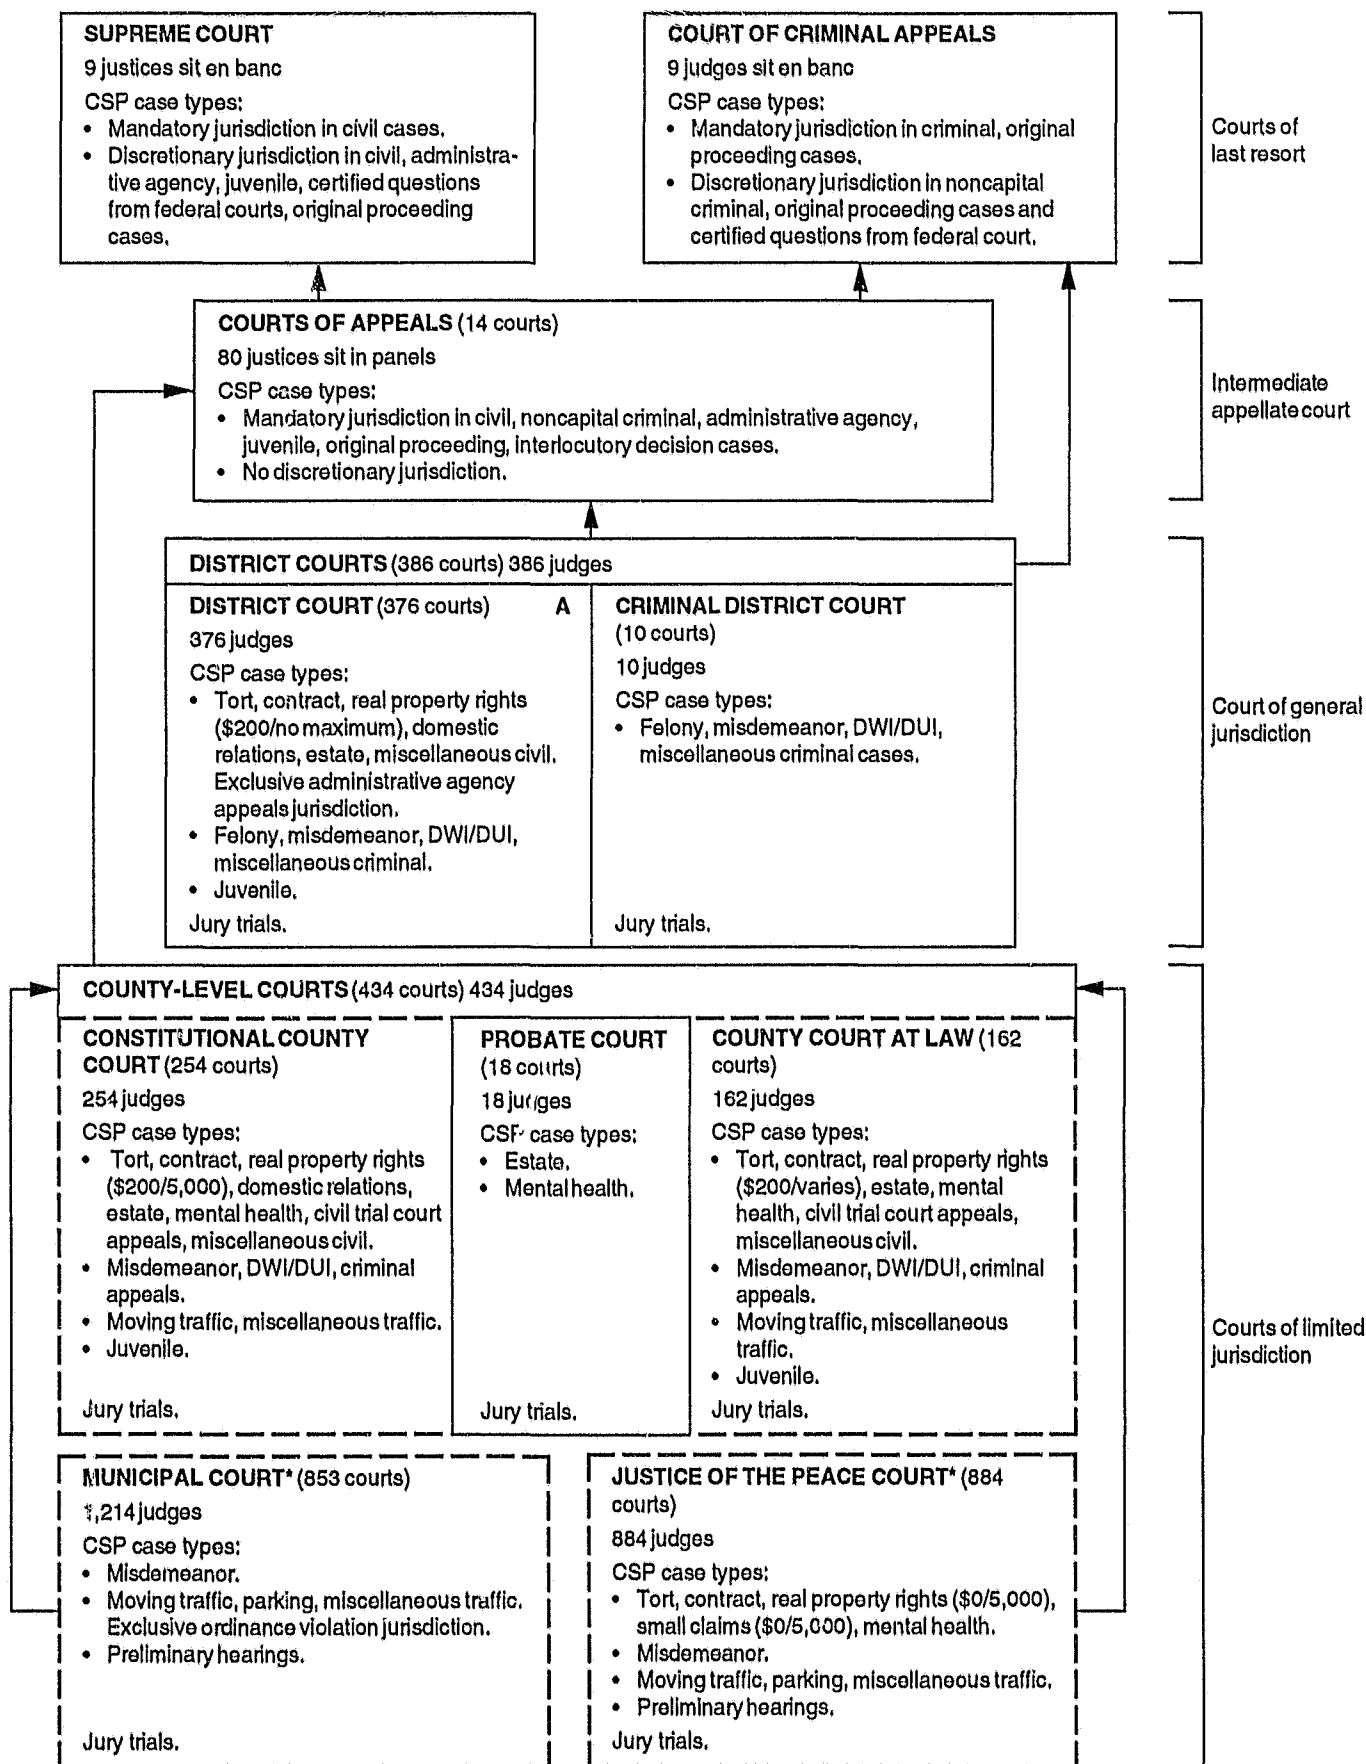 SUPREME COURT
9 justices sit en banc
CSP case types:
• Mandatory jurisdiction in civil cases.
• Discretionary jurisdiction in civil, administra-
tive agency, juvenile, certified questions
from federal courts, original proceeding
cases.
COURT OF CRIMINAL APPEALS
9 judges sit en banc
CSP case types:
• Mandatory jurisdiction in criminal, original
proceeding cases.
• Discretionary jurisdiction in noncapital
criminal, original proceeding cases and
certified questions from federal court.
Courts of
last resort
COURTS OF APPEALS (14 courts)
80 justices sit in panels
CSP case types:
• Mandatory jurisdiction in civil, noncapital criminal, administrative agency,
juvenile, original proceeding, interlocutory decision cases.
• No discretionary jurisdiction.
Intermediate
appellate court
DISTRICT COURTS (386 courts) 386 judges
DISTRICT COURT (376 courts) A
376 judges
CSP case types:
• Tort, contract, real property rights
($200/no maximum), domestic
relations, estate, miscellaneous civil.
Exclusive administrative agency
appeals jurisdiction.
• Felony, misdemeanor, DWI/DUI,
miscellaneous criminal.
• Juvenile.
Jury trials.
CRIMINAL DISTRICT COURT
(10 courts)
10 judges
CSP case types:
• Felony, misdemeanor, DWI/DUI,
miscellaneous criminal cases.
Jury trials.
Court of general
jurisdiction
COUNTY-LEVEL COURTS (434 courts) 434 judges
CONSTITUTIONAL COUNTY
COURT (254 courts)
254 judges
CSP case types:
• Tort, contract, real property rights
($200/5,000), domestic relations,
estate, mental health, civil trial court
appeals, miscellaneous civil.
• Misdemeanor, DWI/DUI, criminal
appeals.
• Moving traffic, miscellaneous traffic.
• Juvenile.
Jury trials.
PROBATE COURT
(18 courts)
18 judges
CSP case types:
• Estate.
• Mental health.
Jury trials.
COUNTY COURT AT LAW (162
courts)
162 judges
CSP case types:
• Tort, contract, real property rights
($200/varies), estate, mental
health, civil trial court appeals,
miscellaneous civil.
• Misdemeanor, DWI/DUI, criminal
appeals.
• Moving traffic, miscellaneous
traffic.
• Juvenile.
Jury trials.
Courts of limited
jurisdiction
MUNICIPAL COURT* (853 courts)
1,214 judges
CSP case types:
• Misdemeanor.
• Moving traffic, parking, miscellaneous traffic.
Exclusive ordinance violation jurisdiction.
• Preliminary hearings.
Jury trials.
JUSTICE OF THE PEACE COURT* (884
courts)
884 judges
CSP case types:
• Tort, contract, real property rights ($0/5,000),
small claims ($0/5,000), mental health.
• Misdemeanor.
• Moving traffic, parking, miscellaneous traffic.
• Preliminary hearings.
Jury trials.